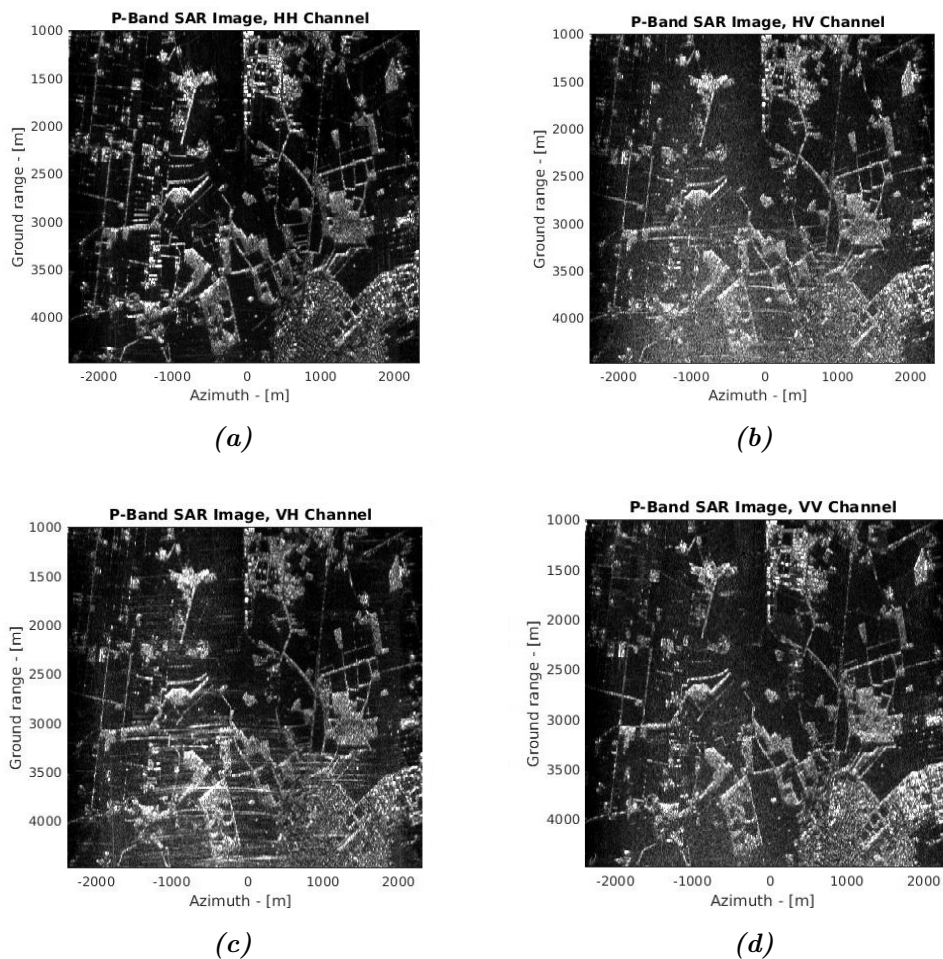 P-Band SAR Image, HH Channel
1000
1500
2000
2500
3000
3500
4000
Ground range - [m]
-2000 -1000 0 1000 2000
Azimuth - [m]
(a)
P-Band SAR Image, HV Channel
1000
1500
2000
2500
3000
3500
4000
Ground range - [m]
-2000 -1000 0 1000 2000
Azimuth - [m]
(b)
P-Band SAR Image, VH Channel
1000
1500
2000
2500
3000
3500
4000
Ground range - [m]
-2000 -1000 0 1000 2000
Azimuth - [m]
(c)
P-Band SAR Image, VV Channel
1000
1500
2000
2500
3000
3500
4000
Ground range - [m]
-2000 -1000 0 1000 2000
Azimuth - [m]
(d)